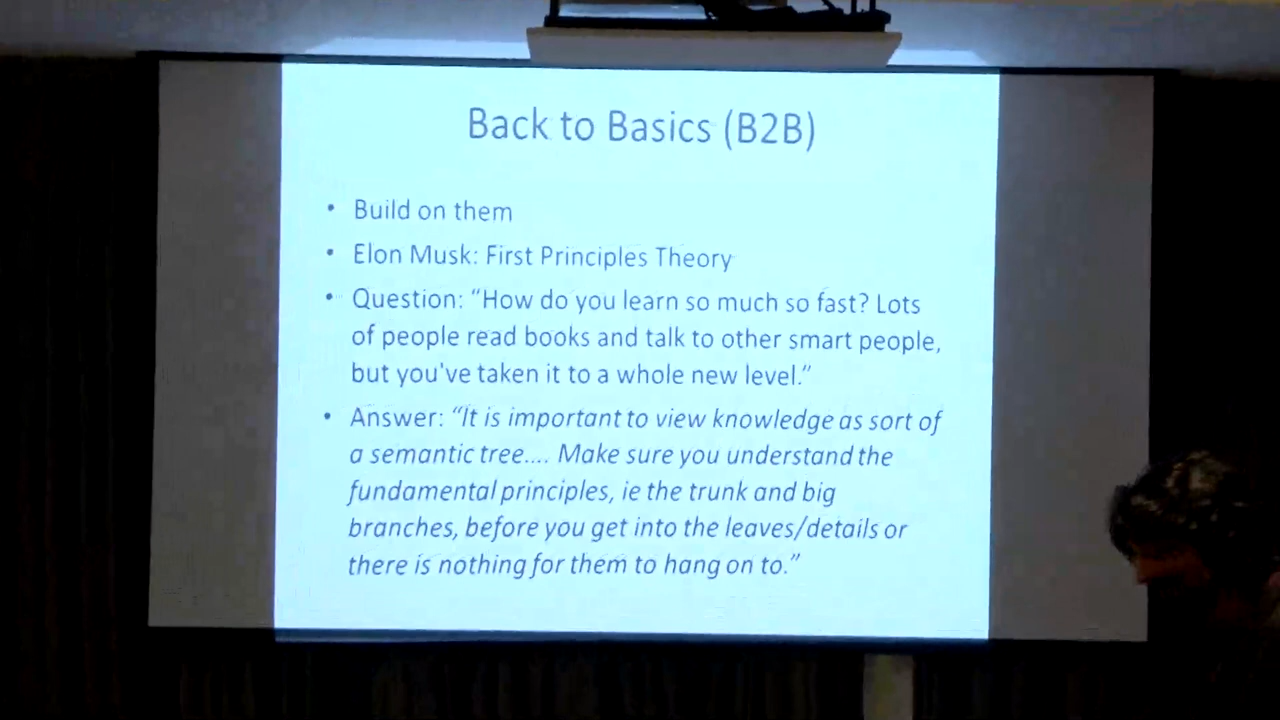 Back to Basics (B2B)
• Build on them
• Elon Musk: First Principles Theory
• Question: “How do you learn so much so fast? Lots
of people read books and talk to other smart people,
but you've taken it to a whole new level.”
• Answer: “It is important to view knowledge as sort of
a semantic tree.... Make sure you understand the
fundamental principles, ie the trunk and big
branches, before you get into the leaves/details or
there is nothing for them to hang on to.”